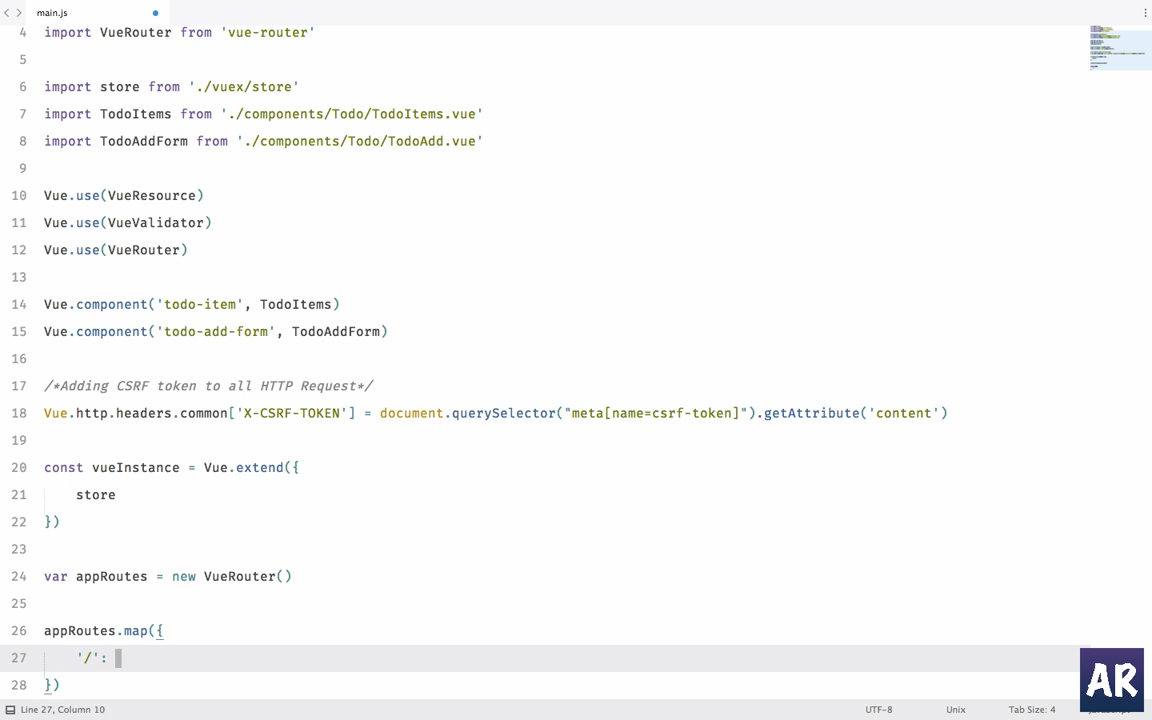 main.js
4 import VueRouter from 'vue-router'
5
6 import store from './vuex/store'
7 import TodoItems from './components/Todo/TodoItems.vue'
8 import TodoAddForm from './components/Todo/TodoAdd.vue'
9
10 Vue.use(VueResource)
11 Vue.use(VueValidator)
12 Vue.use(VueRouter)
13
14 Vue.component('todo-item', TodoItems)
15 Vue.component('todo-add-form', TodoAddForm)
16
17 /*Adding CSRF token to all HTTP Request*/
18 Vue.http.headers.common['X-CSRF-TOKEN'] = document.querySelector("meta[name=csrf-token]").getAttribute('content')
19
20 const vueInstance = Vue.extend({
21 store
22 })
23
24 var appRoutes = new VueRouter()
25
26 appRoutes.map({
27 '/':
28 })
AR
Line 27, Column 10 UTF-8 Unix Tab Size: 4